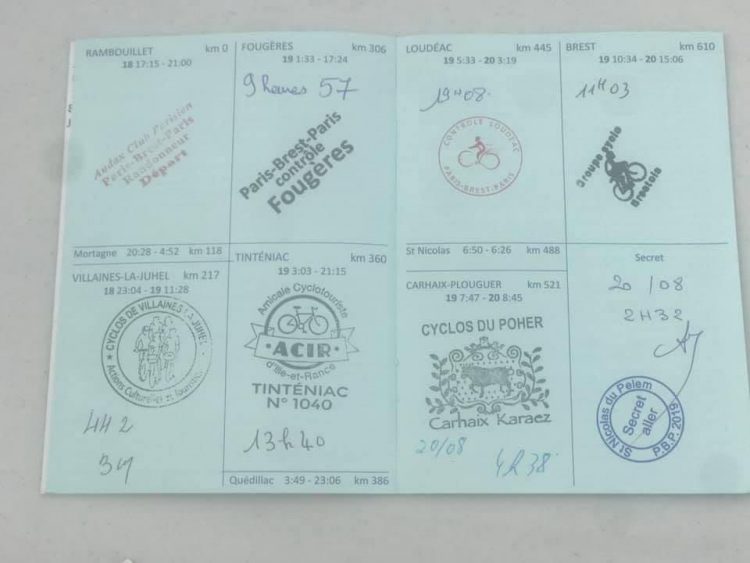 RAMBOUILLET km 0
18 17:15 - 21:00
Audax Club Parisien
Paris-Brest-Paris
Randonneur
Départ
Mortagne 20:28 - 4:52 km 118
VILLAINES-LA-JUHEL km 217
18 23:04 - 19 11:28
CYCLOS DE VILLAINES LA JUHEL
Actions Culturelles et
4H 2
FOUGÈRES km 306
19 1:33 - 17:24
9 heures 57
Paris-Brest-Paris
contrôle
Fougères
TINTÉNIAC km 360
19 3:03 - 21:15
Amicale Cyclotouriste
ACIR
d'Ille-et-Rance
TINTÉNIAC
N° 1040
13h40
Quédillac 3:49 - 23:06 km 386
LOUDÉAC km 445
19 5:33 - 20 3:19
19H08
CONTROLE LOUDEAC
PARIS-BREST-PARIS
St Nicolas 6:50 - 6:26 km 488
CARHAIX-PLOUGUER km 521
19 7:47 - 20 8:45
CYCLOS DU POHER
Carhaix Karaez
20/08
4h38
BREST km 610
19 10:34 - 20 15:06
11H03
Groupe cyclo
Brestois
Secret
20/08
2H32
St Nicolas du Pelem
Secret
aller
P.B.P. 2019